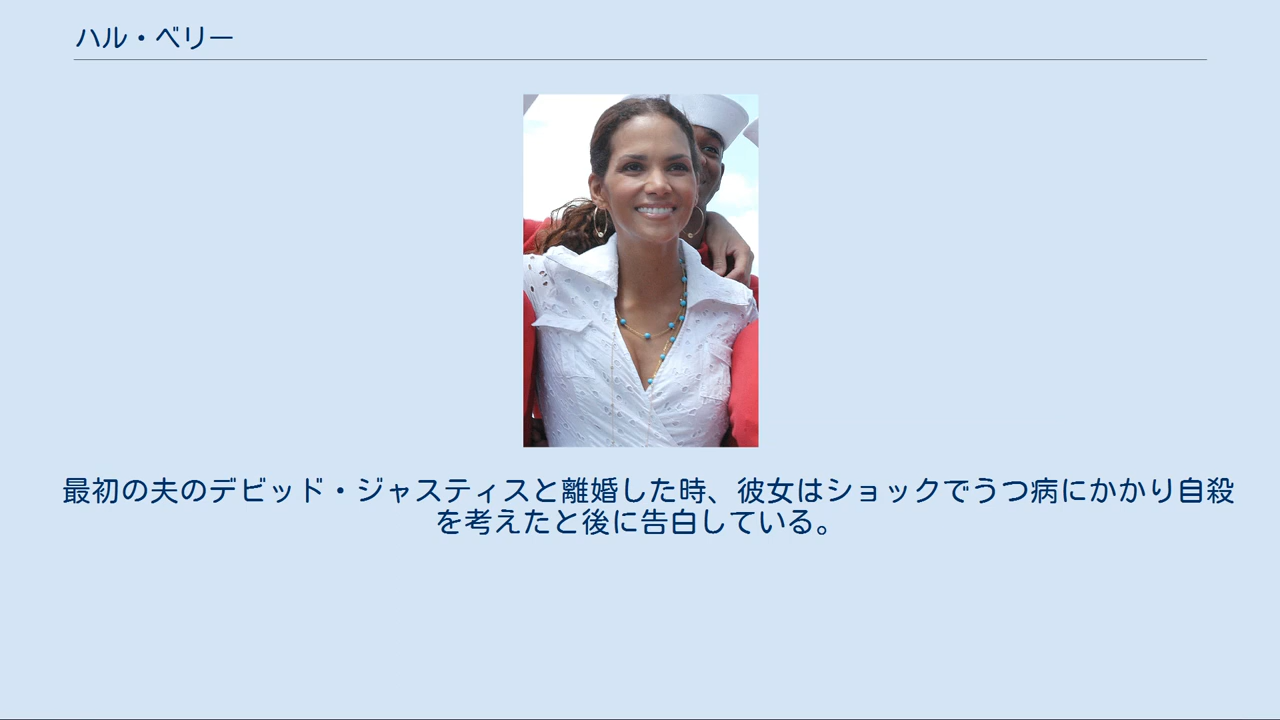 ハル・ベリー
最初の夫のデビッド・ジャスティスと離婚した時、彼女はショックでうつ病にかかり自殺
を考えたと後に告白している。